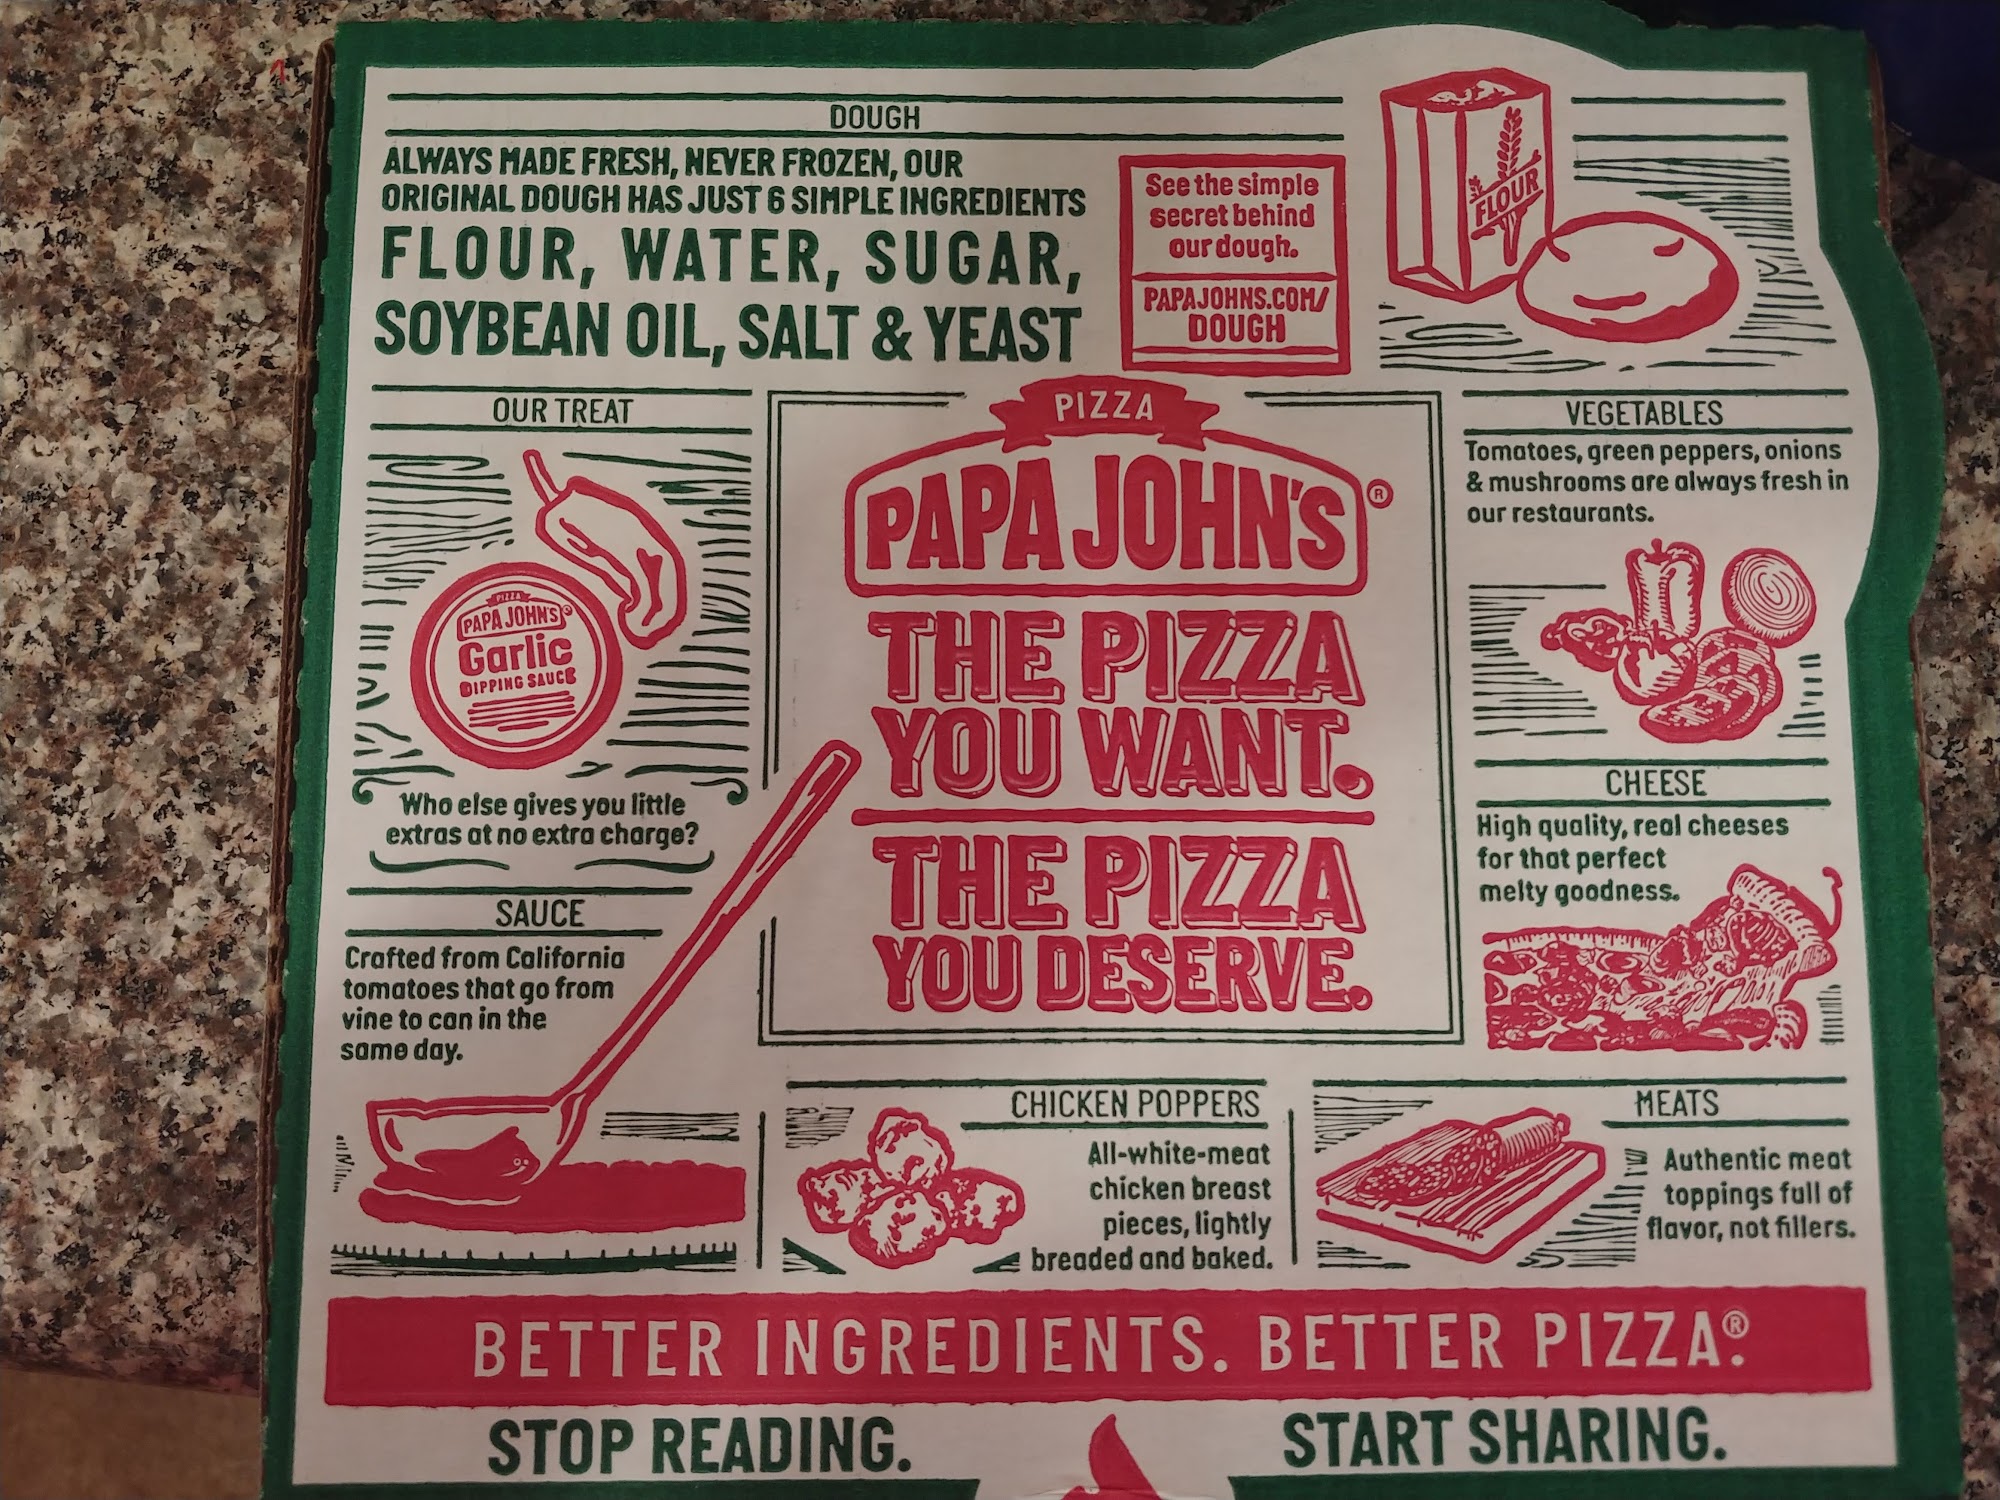 DOUGH
ALWAYS MADE FRESH, NEVER FROZEN, OUR
ORIGINAL DOUGH HAS JUST 6 SIMPLE INGREDIENTS
FLOUR, WATER, SUGAR,
SOYBEAN OIL, SALT & YEAST
See the simple
secret behind
our dough.
PAPAJOHNS.COM/
DOUGH
FLOUR
OUR TREAT
PIZZA
PAPA JOHN'S®
Garlic
DIPPING SAUCE
Who else gives you little
extras at no extra charge?
SAUCE
Crafted from California
tomatoes that go from
vine to can in the
same day.
PIZZA
PAPA JOHN'S®
THE PIZZA
YOU WANT.
THE PIZZA
YOU DESERVE.
VEGETABLES
Tomatoes, green peppers, onions
& mushrooms are always fresh in
our restaurants.
CHEESE
High quality, real cheeses
for that perfect
melty goodness.
CHICKEN POPPERS
All-white-meat
chicken breast
pieces, lightly
breaded and baked.
MEATS
Authentic meat
toppings full of
flavor, not fillers.
BETTER INGREDIENTS. BETTER PIZZA.®
STOP READING.
START SHARING.